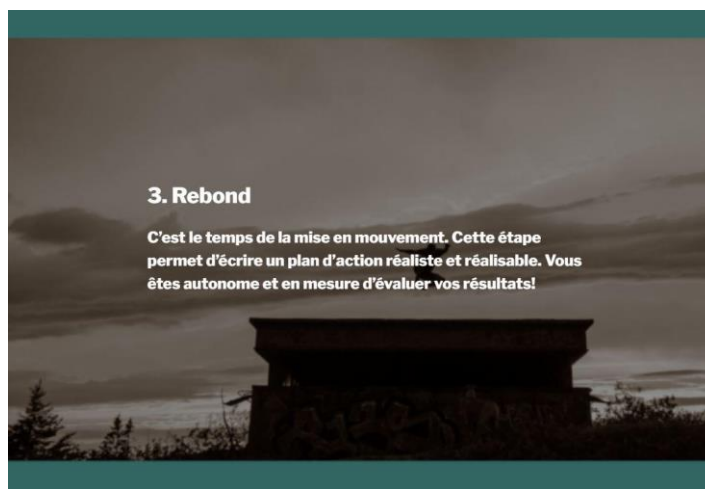 3. Rebond
C’est le temps de la mise en mouvement. Cette étape
permet d’écrire un plan d’action réaliste et réalisable. Vous
êtes autonome et en mesure d’évaluer vos résultats!